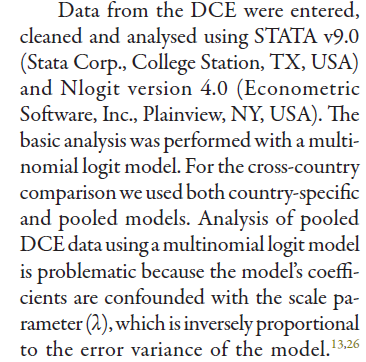 Data from the DCE were entered,
cleaned and analysed using STATA v9.0
(Stata Corp., College Station, TX, USA)
and Nlogit version 4.0 (Econometric
Software, Inc., Plainview, NY, USA). The
basic analysis was performed with a multi-
nomial logit model. For the cross-country
comparison we used both country-specific
and pooled models. Analysis of pooled
DCE data using a multinomial logit model
is problematic because the model’s coeffi-
cients are confounded with the scale pa-
rameter (λ), which is inversely proportional
to the error variance of the model.13,26